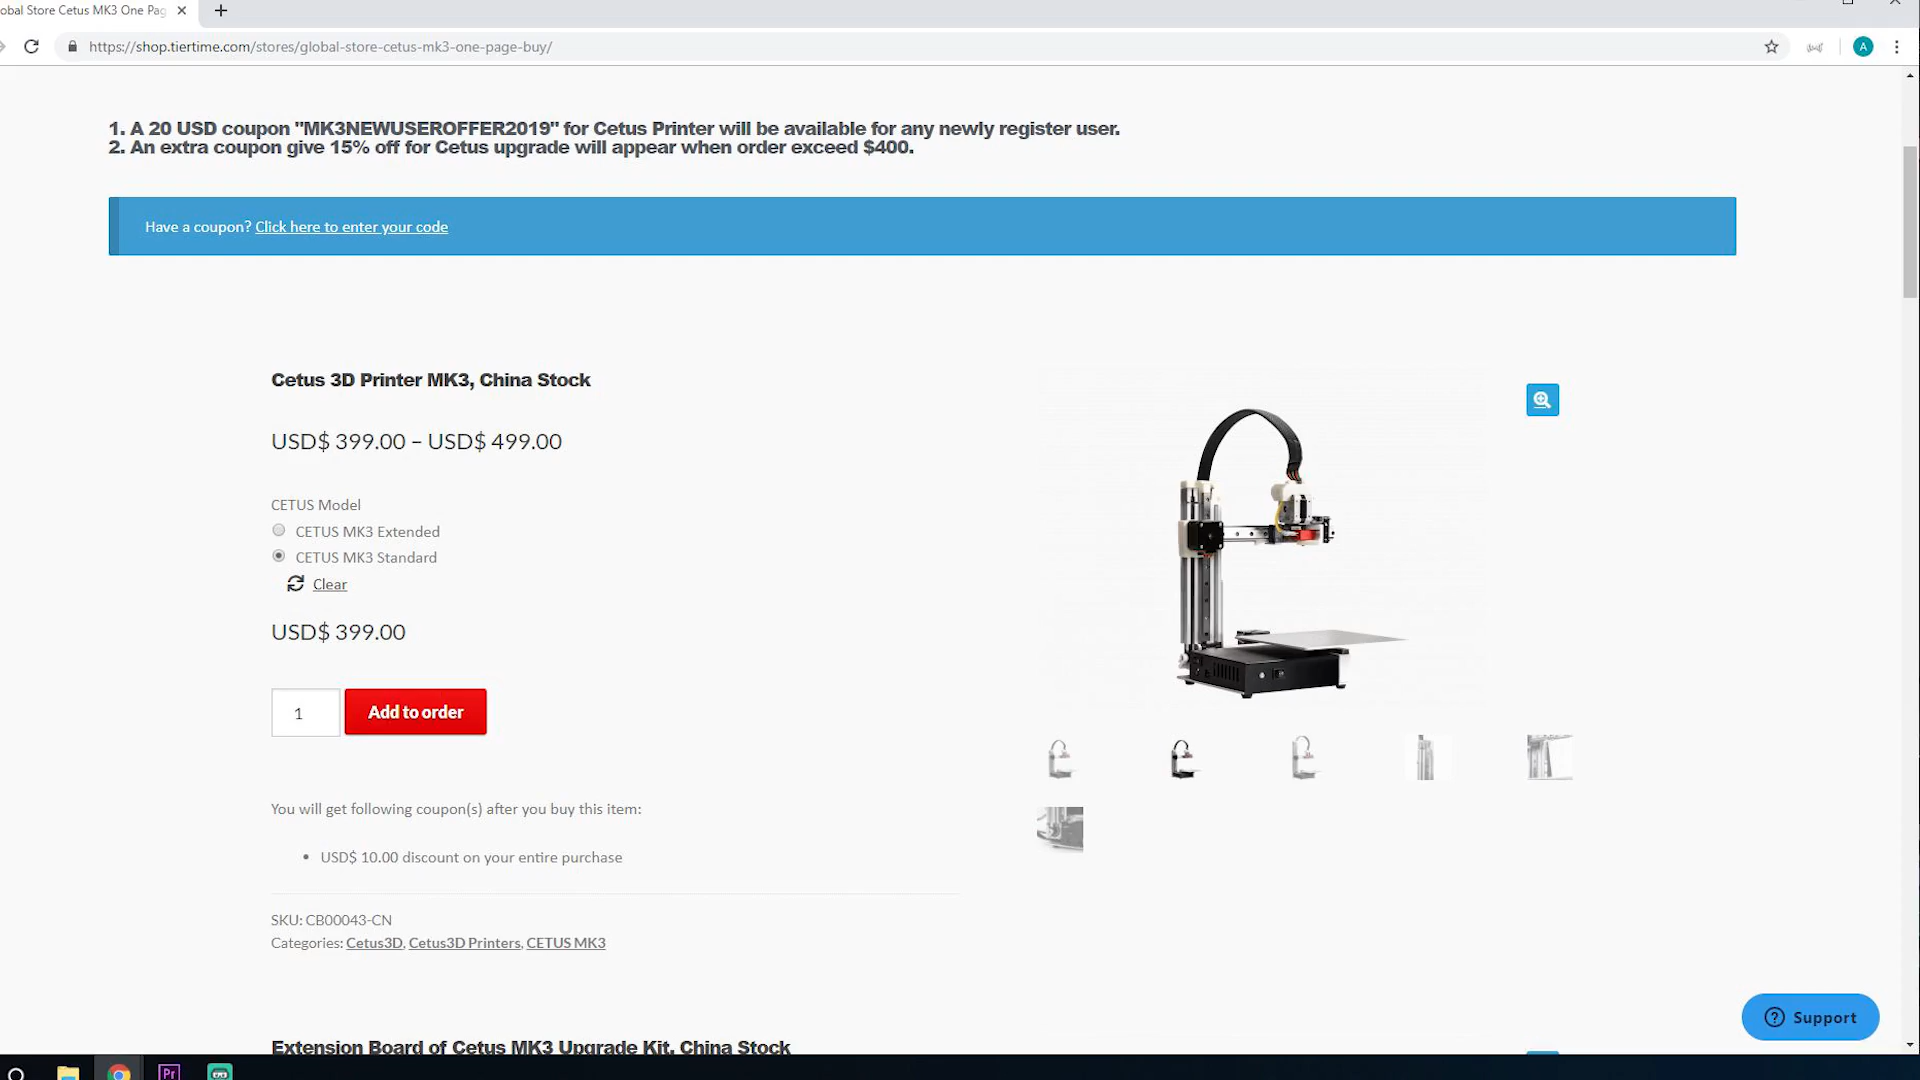 obal Store Cetus MK3 One Pag
https://shop.tiertime.com/stores/global-store-cetus-mk3-one-page-buy/
A
1. A 20 USD coupon "MK3NEWUSEROFFER2019" for Cetus Printer will be available for any newly register user.
2. An extra coupon give 15% off for Cetus upgrade will appear when order exceed $400.
Have a coupon? Click here to enter your code
Cetus 3D Printer MK3, China Stock
USD$ 399.00 – USD$ 499.00
CETUS Model
CETUS MK3 Extended
CETUS MK3 Standard
Clear
USD$ 399.00
1
Add to order
You will get following coupon(s) after you buy this item:
• USD$ 10.00 discount on your entire purchase
SKU: CB00043-CN
Categories: Cetus3D, Cetus3D Printers, CETUS MK3
Support
Extension Board of Cetus MK3 Upgrade Kit, China Stock
Pr